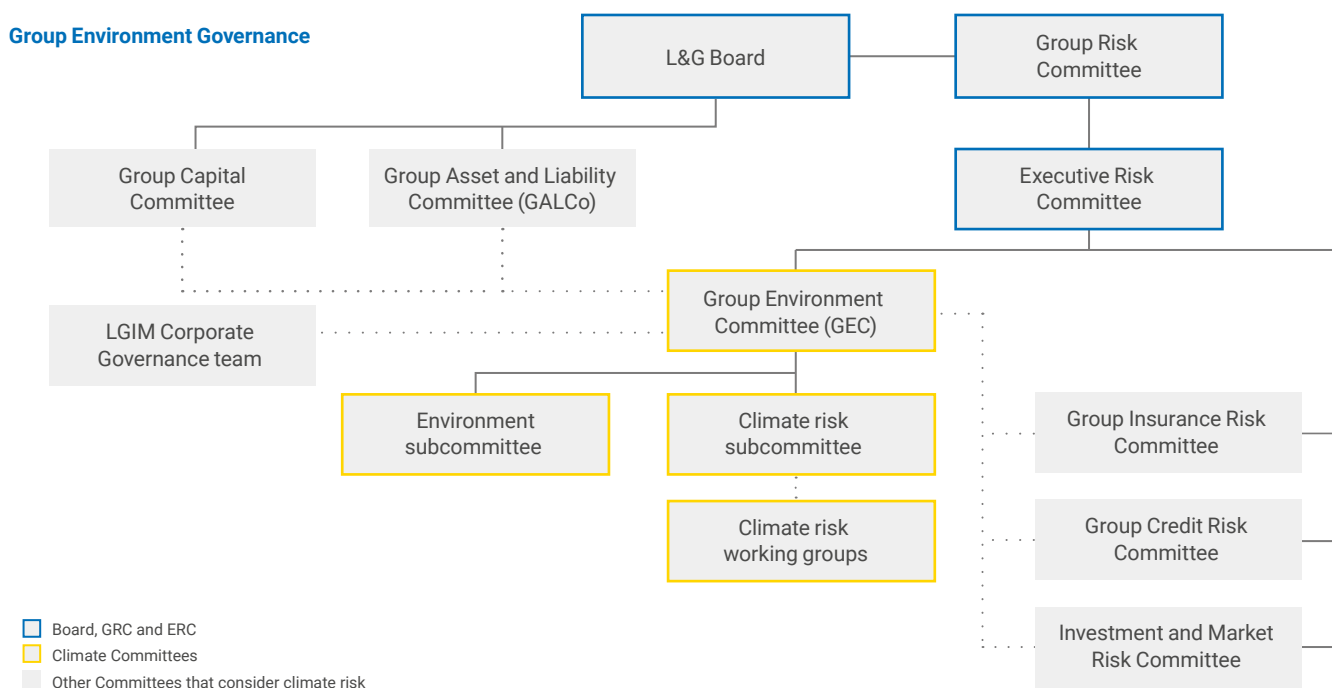 Group Environment Governance
L&G Board
Group Risk
Committee
Group Capital
Committee
Group Asset and Liability
Committee (GALCo)
Executive Risk
Committee
Group Environment
Committee (GEC)
LGIM Corporate
Governance team
Environment
subcommittee
Climate risk
subcommittee
Group Insurance Risk
Committee
Climate risk
working groups
Group Credit Risk
Committee
Investment and Market
Risk Committee
Board, GRC and ERC
Climate Committees
Other Committees that consider climate risk